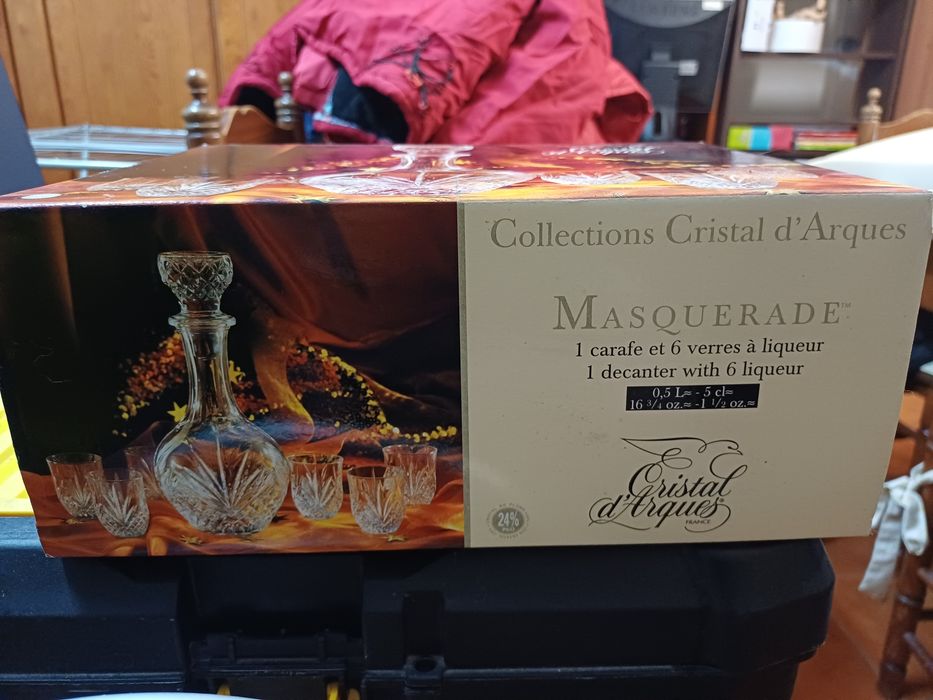 Collections Cristal d'Arques
MASQUERADE™
1 carafe et 6 verres à liqueur
1 decanter with 6 liqueur
0,5 L≈ - 5 cl≈
16 3/4 oz.≈ -1 1/2 oz.≈
Cristal
d'Arques
FRANCE
24%